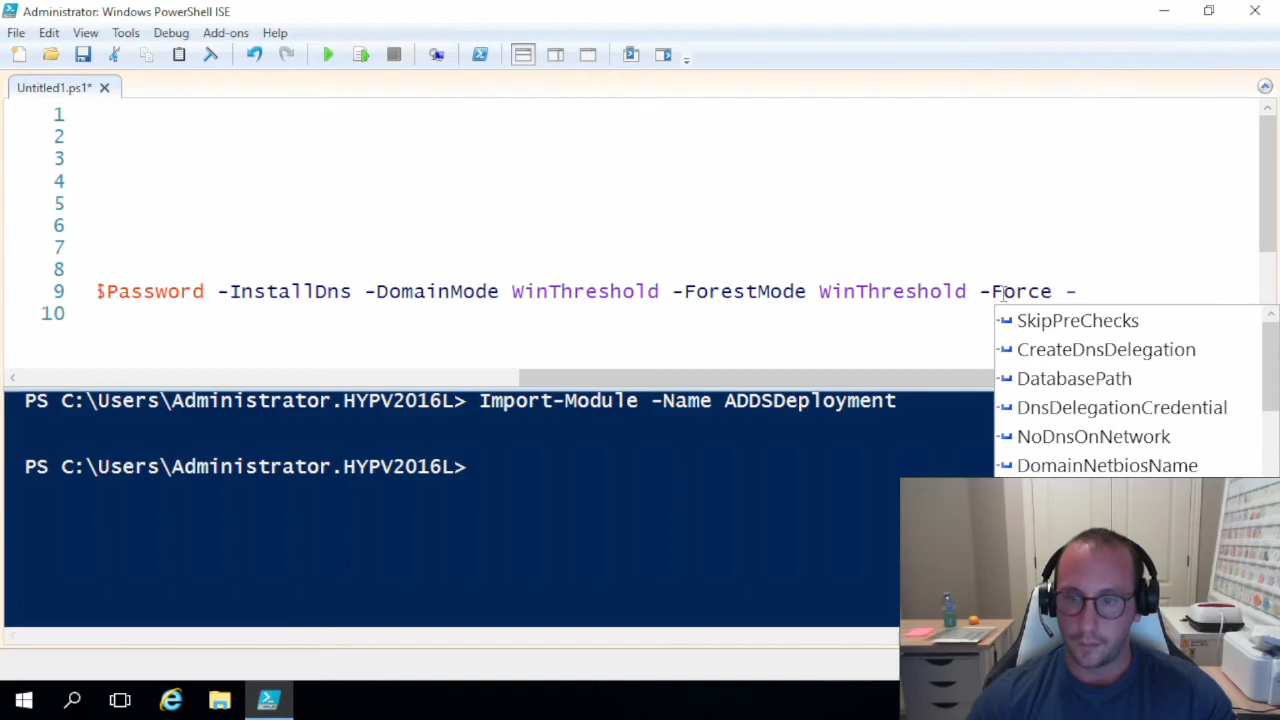 Administrator: Windows PowerShell ISE
File Edit View Tools Debug Add-ons Help
Untitled1.ps1*
1
2
3
4
5
6
7
8
9 $Password -InstallDns -DomainMode WinThreshold -ForestMode WinThreshold -Force -
10
SkipPreChecks
CreateDnsDelegation
DatabasePath
DnsDelegationCredential
NoDnsOnNetwork
DomainNetbiosName
PS C:\Users\Administrator.HYPV2016L> Import-Module -Name ADDSDeployment
PS C:\Users\Administrator.HYPV2016L>